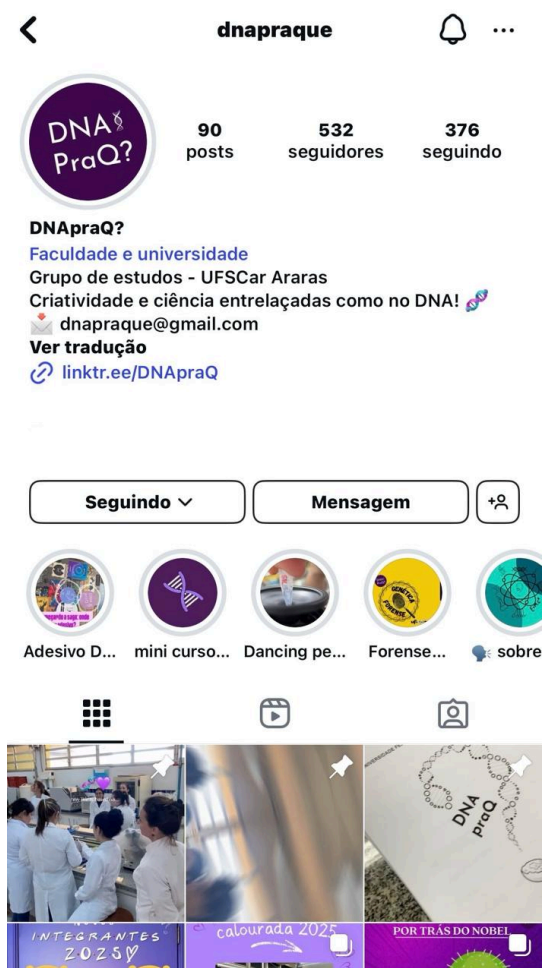 dnapraque
DNA
PraQ?
90
posts
532
seguidores
376
seguindo
DNApraQ?
Faculdade e universidade
Grupo de estudos - UFSCar Araras
Criatividade e ciência entrelaçadas como no DNA!
dnapraque@gmail.com
Ver tradução
linktr.ee/DNApraQ
Seguindo
Mensagem
GENÉTICA
FORENSE
Adesivo D...
mini curso...
Dancing pe...
Forense...
sobre
DNA
praQ
INTEGRANTES
2025
calourada 2025
POR TRÁS DO NOBEL